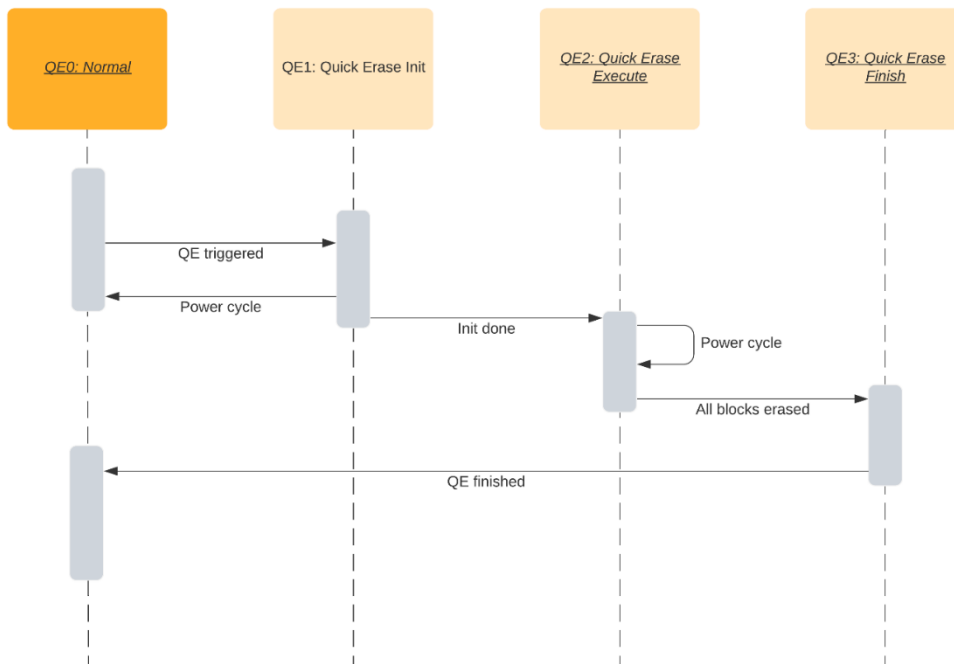 QE0: Normal
QE1: Quick Erase Init
QE2: Quick Erase
Execute
QE3: Quick Erase
Finish
QE triggered
Power cycle
Init done
Power cycle
All blocks erased
QE finished